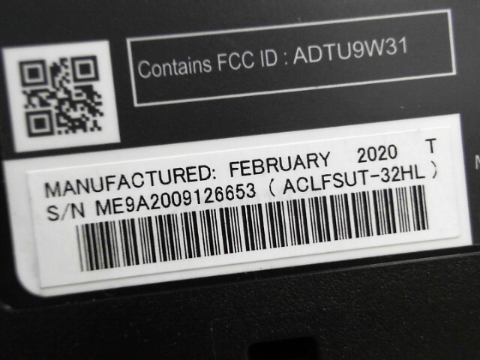 Contains FCC ID : ADTU9W31
MANUFACTURED: FEBRUARY 2020 T
S/N ME9A2009126653 ( ACLFSUT-32HL )